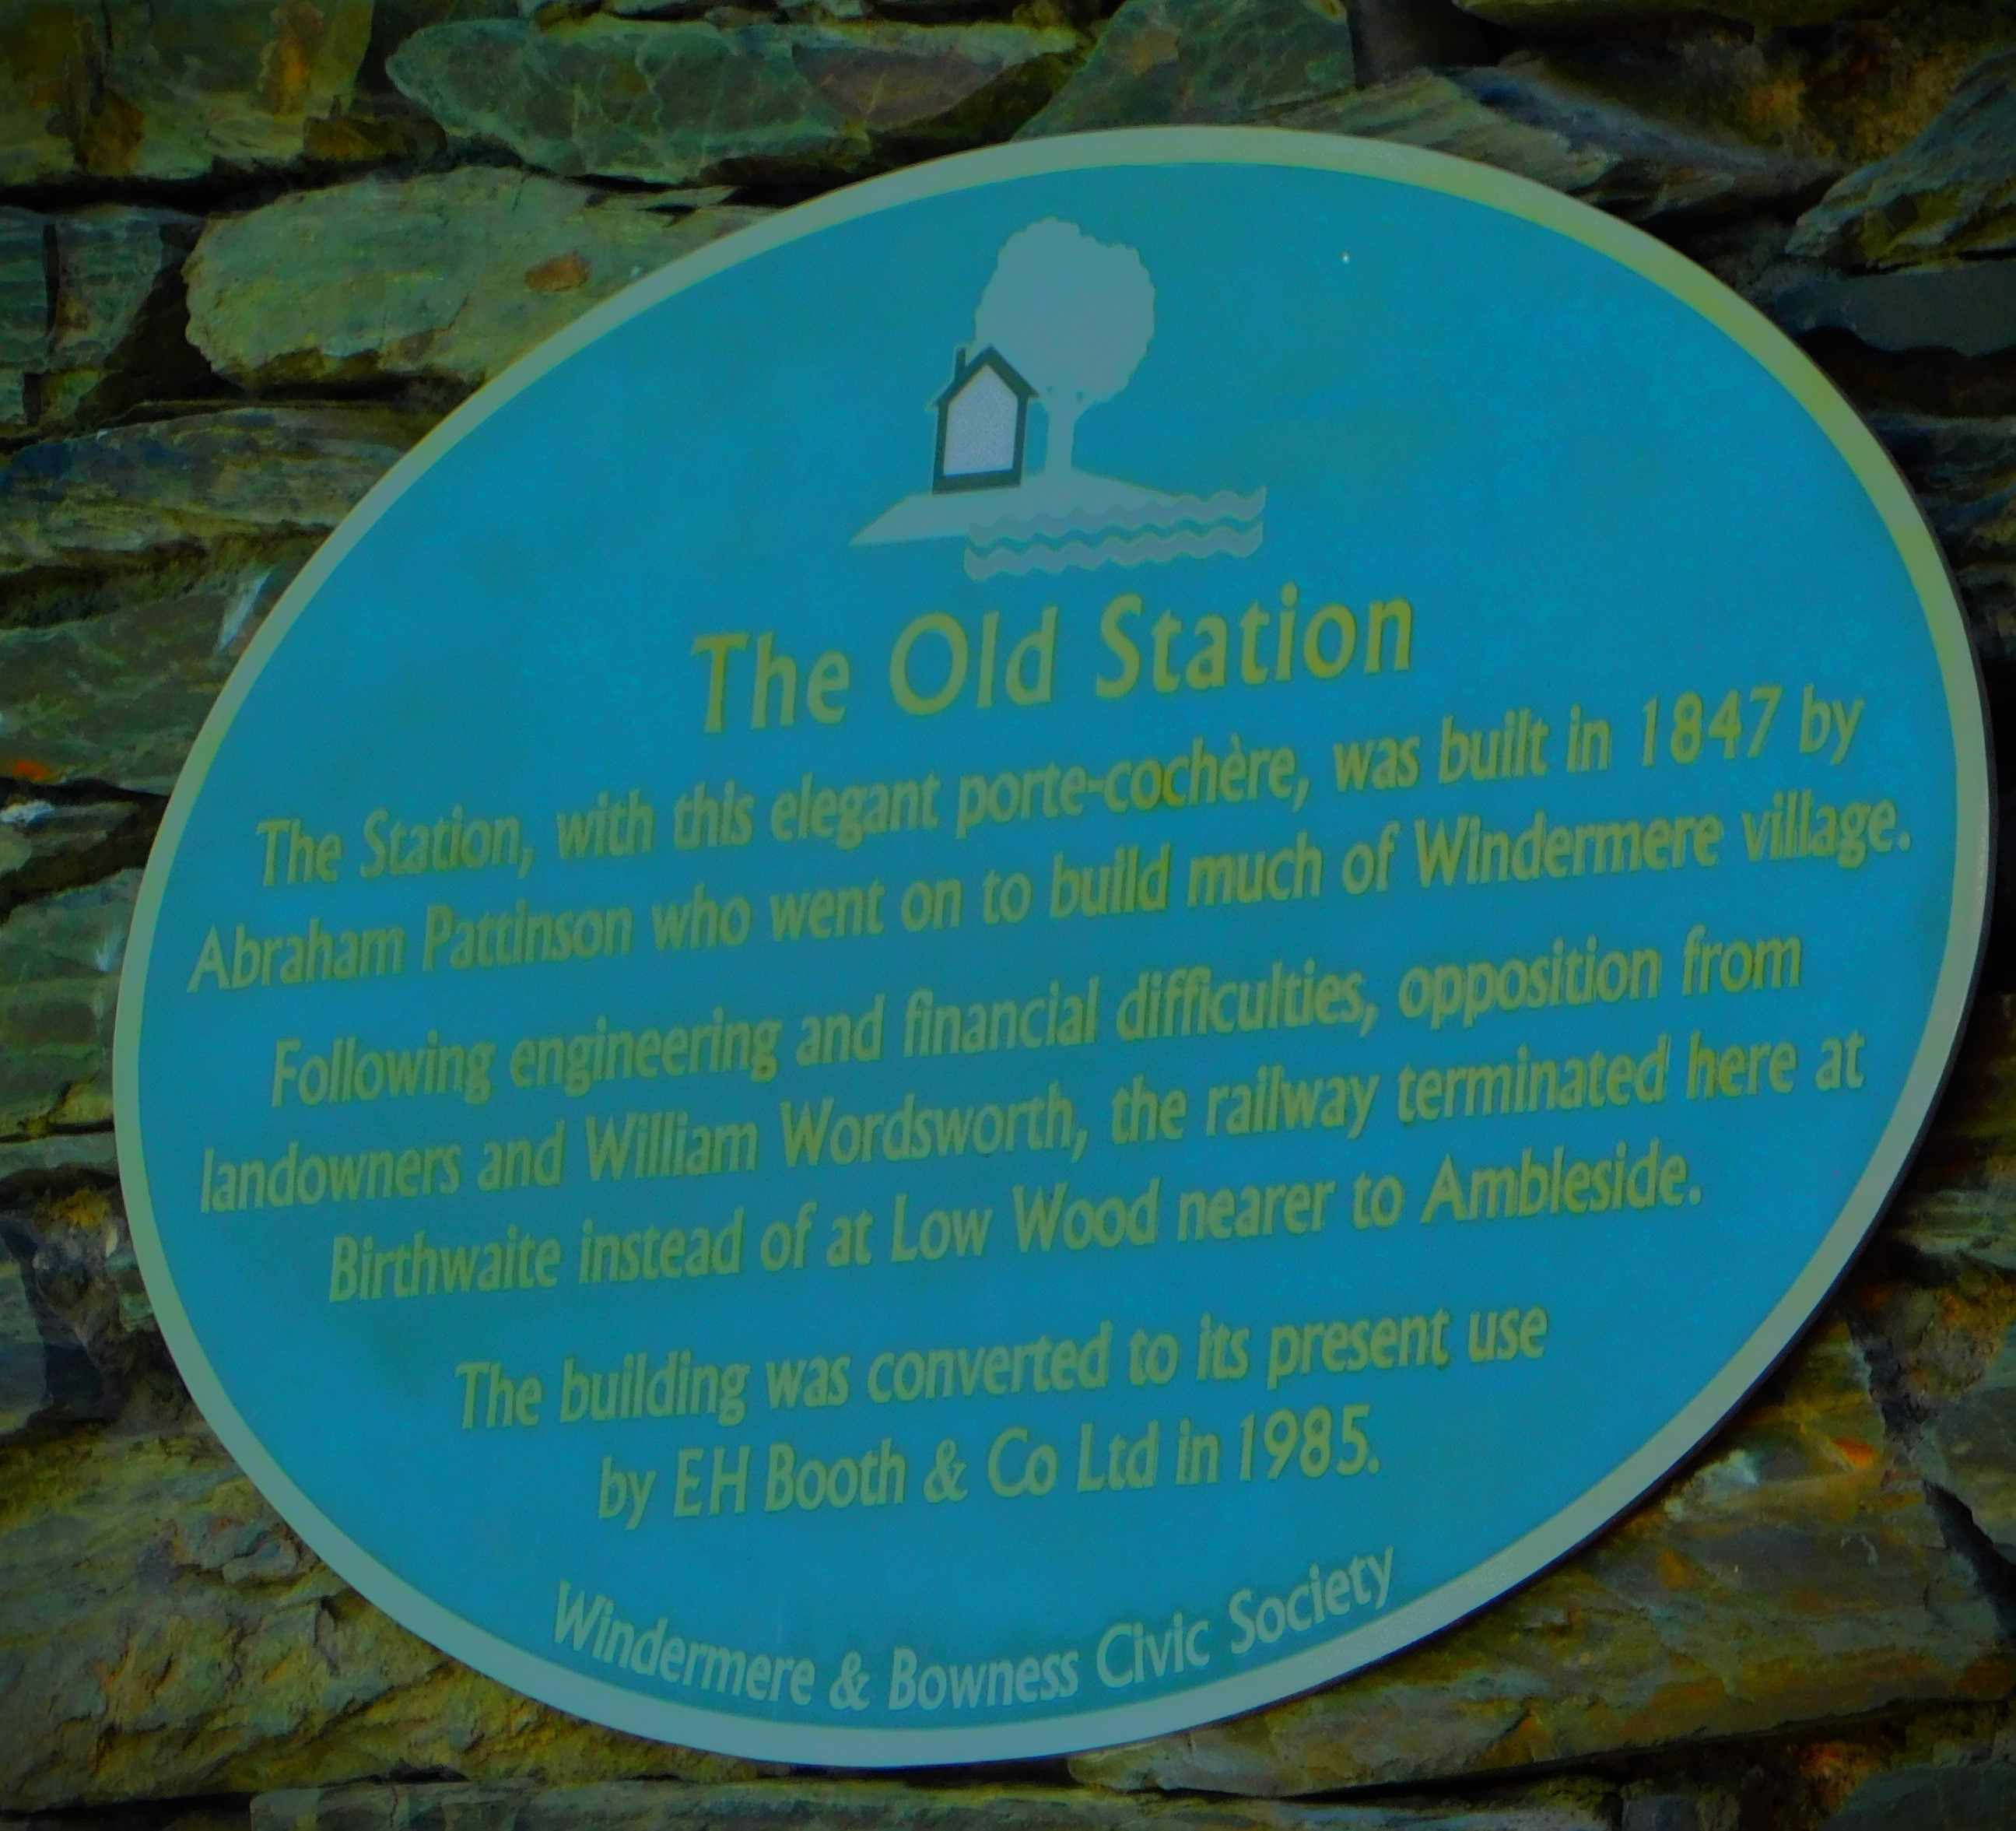 The Old Station
The Station, with this elegant porte-cochère, was built in 1847 by
Abraham Pattinson who went on to build much of Windermere village.
Following engineering and financial difficulties, opposition from
landowners and William Wordsworth, the railway terminated here at
Birthwaite instead of at Low Wood nearer to Ambleside.
The building was converted to its present use
by EH Booth & Co Ltd in 1985.
Windermere & Bowness Civic Society